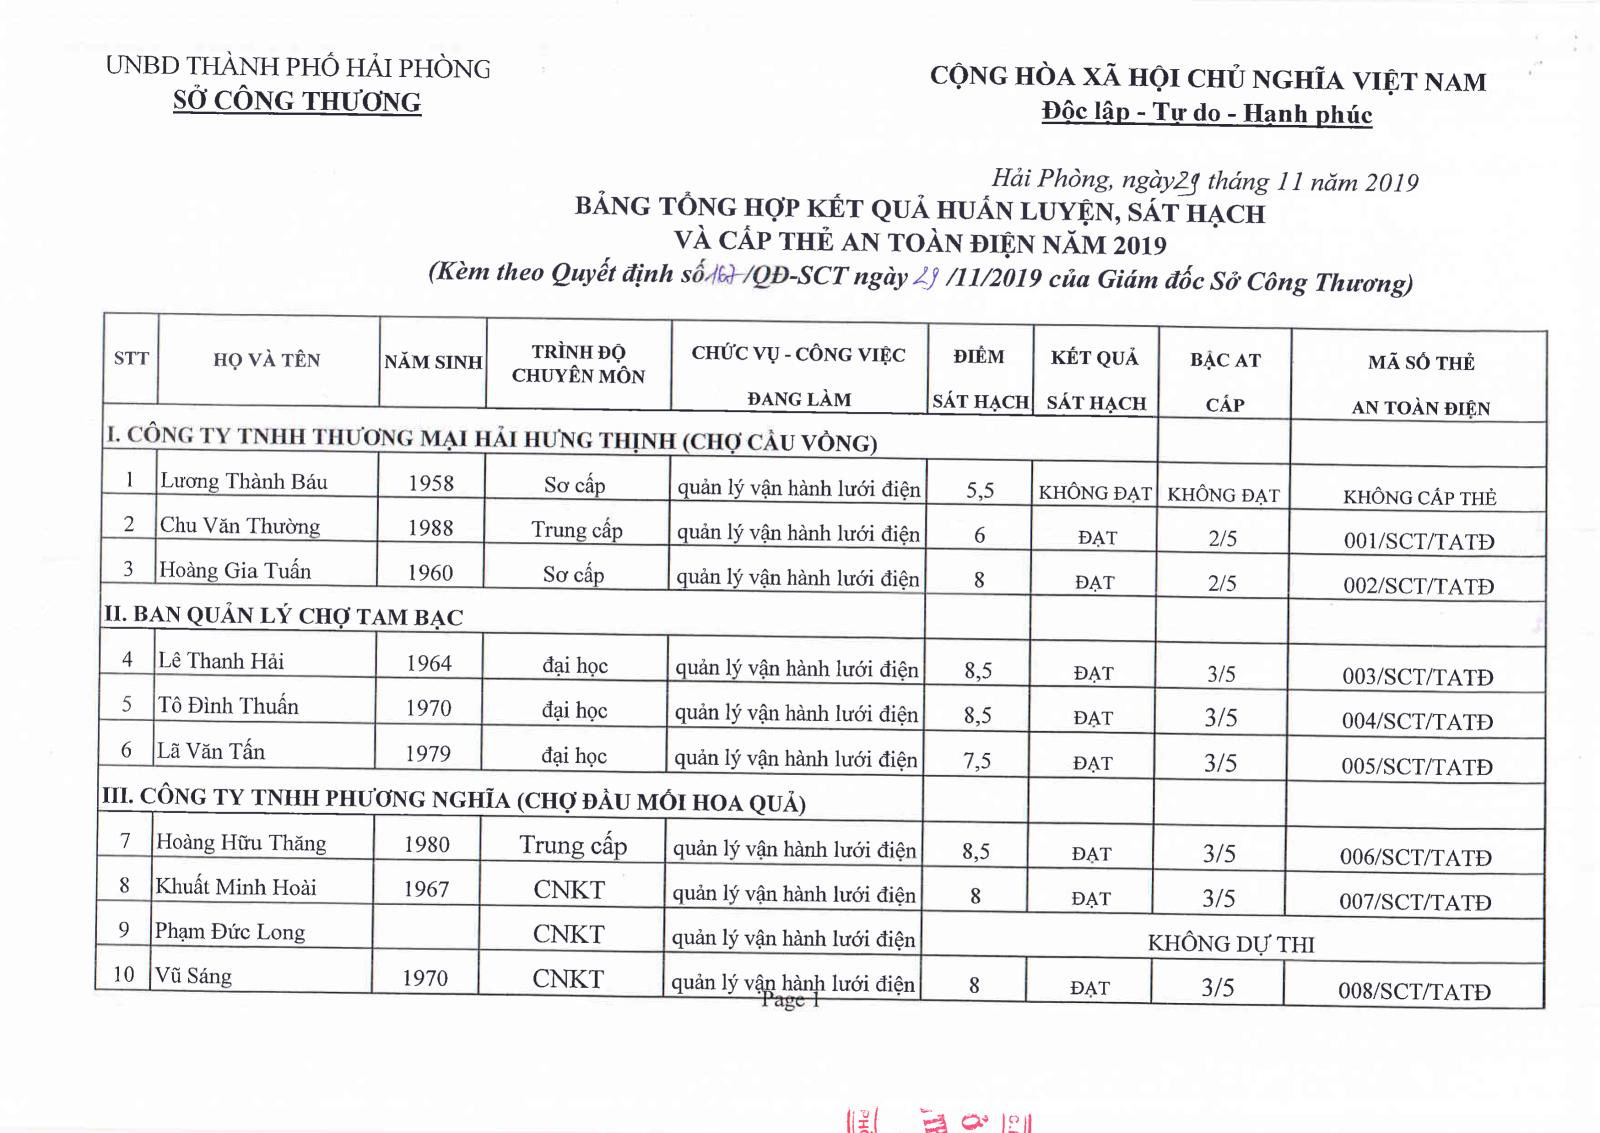 UNBD THÀNH PHỐ HẢI PHÒNG
SỞ CÔNG THƯƠNG
CỘNG HÒA XÃ HỘI CHỦ NGHĨA VIỆT NAM
Độc lập - Tự do - Hạnh phúc
Hải Phòng, ngày 29 tháng 11 năm 2019
BẢNG TỔNG HỢP KẾT QUẢ HUẤN LUYỆN, SÁT HẠCH
VÀ CẤP THẺ AN TOÀN ĐIỆN NĂM 2019
(Kèm theo Quyết định số /QĐ-SCT ngày 29 /11/2019 của Giám đốc Sở Công Thương)
STT HỌ VÀ TÊN NĂM SINH TRÌNH ĐỘ CHUYÊN MÔN CHỨC VỤ - CÔNG VIỆC ĐANG LÀM ĐIỂM SÁT HẠCH KẾT QUẢ SÁT HẠCH BẬC AT CẤP MÃ SỐ THẺ AN TOÀN ĐIỆN
I. CÔNG TY TNHH THƯƠNG MẠI HẢI HƯNG THỊNH (CHỢ CẦU VỒNG)
1 Lương Thành Báu 1958 Sơ cấp quản lý vận hành lưới điện 5,5 KHÔNG ĐẠT KHÔNG ĐẠT KHÔNG CẤP THẺ
2 Chu Văn Thường 1988 Trung cấp quản lý vận hành lưới điện 6 ĐẠT 2/5 001/SCT/TATĐ
3 Hoàng Gia Tuấn 1960 Sơ cấp quản lý vận hành lưới điện 8 ĐẠT 2/5 002/SCT/TATĐ
II. BAN QUẢN LÝ CHỢ TAM BẠC
4 Lê Thanh Hải 1964 đại học quản lý vận hành lưới điện 8,5 ĐẠT 3/5 003/SCT/TATĐ
5 Tô Đình Thuấn 1970 đại học quản lý vận hành lưới điện 8,5 ĐẠT 3/5 004/SCT/TATĐ
6 Lã Văn Tấn 1979 đại học quản lý vận hành lưới điện 7,5 ĐẠT 3/5 005/SCT/TATĐ
III. CÔNG TY TNHH PHƯƠNG NGHĨA (CHỢ ĐẦU MỐI HOA QUẢ)
7 Hoàng Hữu Thăng 1980 Trung cấp quản lý vận hành lưới điện 8,5 ĐẠT 3/5 006/SCT/TATĐ
8 Khuất Minh Hoài 1967 CNKT quản lý vận hành lưới điện 8 ĐẠT 3/5 007/SCT/TATĐ
9 Phạm Đức Long CNKT quản lý vận hành lưới điện KHÔNG DỰ THI
10 Vũ Sáng 1970 CNKT quản lý vận hành lưới điện 8 ĐẠT 3/5 008/SCT/TATĐ
Page 1